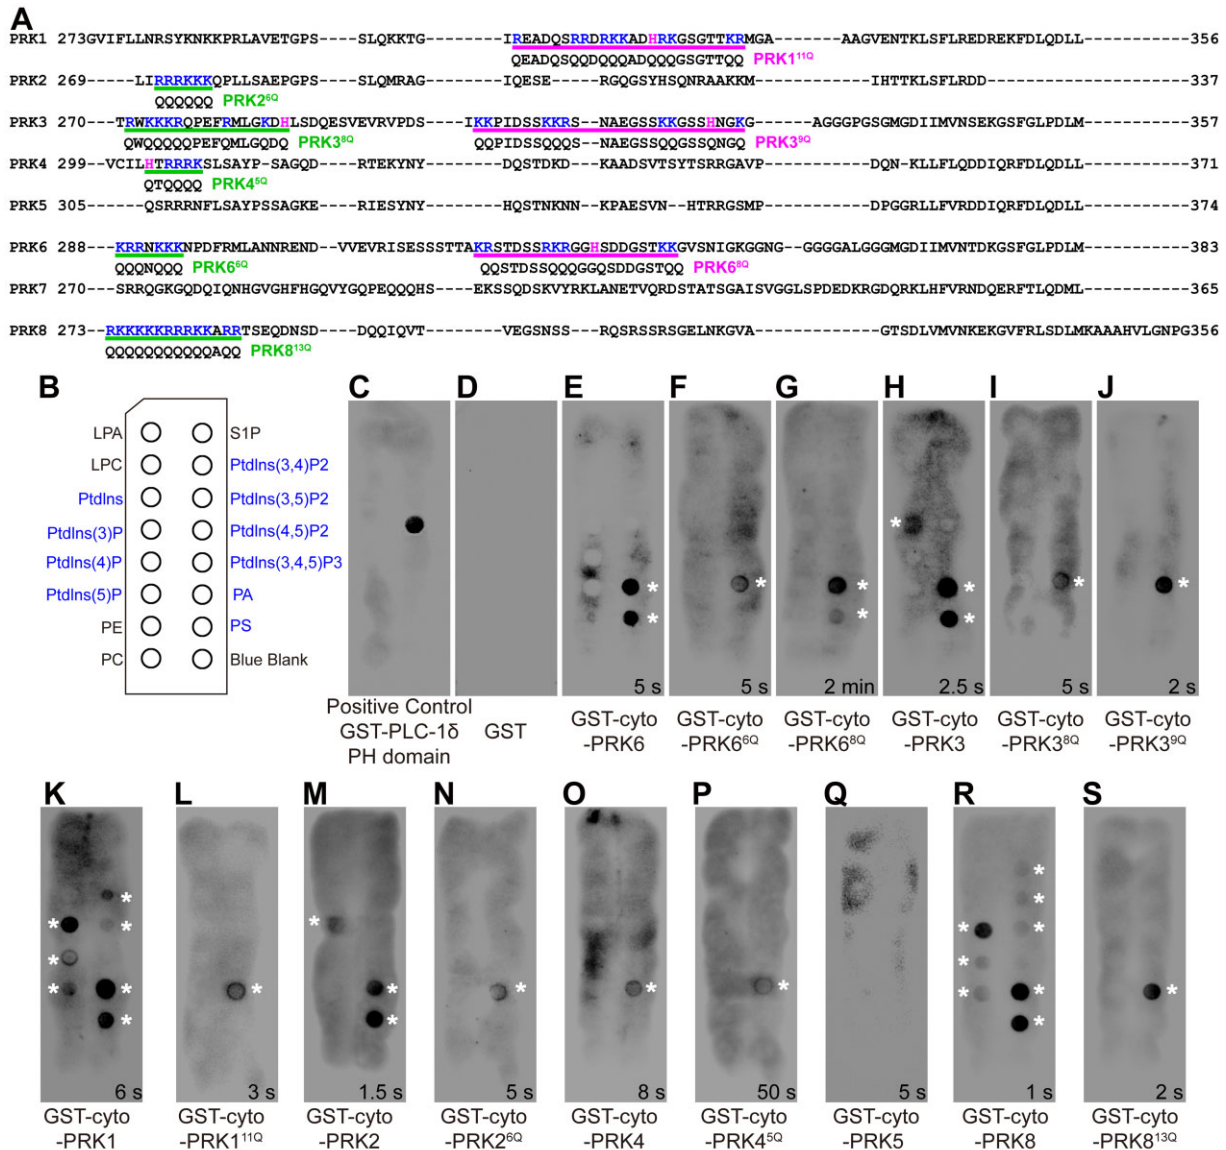 A
PRK1 273GVIFLLNRSYKNKKPRLAVETGPS-----SLQKKTG----------IREADQSRRDRKKADHRKGSGTTKRMGA-------AAGVENTKLSFLREDREKFDLQDLL-----------356
QEADQSQQDQQQADQQQGSGTTQQ PRK1¹¹Q
PRK2 269-----LIRRRKKKQPLLSAEPGPS-----SLQMRAG----------IQESE-----RGQQGSYHSQNRAAKKM---------IHTTKLSFLREDD------------337
QQQQQQ PRK2⁶Q
PRK3 270---TRWKKKRQPEFRMLGKDHLSDQESVEVRVPDS-----IKKPIDSSKKRS--NAEGSSKKGSSHNGKG----AGGGPGSGMGDIIMVNSEKGSFGLPDLM-----357
QWQQQQQPEFQMLGQDQ PRK3⁸Q QQPIDSSQQQS--NAEGSSQQGSSQNGQ PRK3⁹Q
PRK4 299--VCILHTRRRKSLSAYPS-SAGQD----RTEKYNY---------DQSTDKD----KAADSVTSYTSRRGAVP----------DQN-KLLFLQDDIQRFDLQDLL-----371
QTQQQQ PRK4⁵Q
PRK5 305------QSRRRNFLSAYPSSAGKE-----RIESYNY---------HQSTNKNN---KPAESVN--HTRRGSMP----------DPGGRLLFVRDDIQRFDLQDLL-----374
PRK6 288---KRRNKKKNPDFRMLANNREND---VVEVRISESSSTTAKRSTDSSRKRGGHSDDGSTKKGVSNIGKGGNG---GGGGALGGGMGDIIMVNTDKGSFGLPDLM-----383
QQQNQQQ PRK6⁶Q QQSTDSSQQQGGQSDDGSTQQ PRK6⁸Q
PRK7 270---SRRQGKGQDQIQNHGVGHFHGQVYGQPEQQQHS----EKSSQDSKVYRKLANETVQRDSTATSGAISVGGLSPDEDKRGDQRKLHFVRNDQERFTLQDML-----365
PRK8 273--RKKKKKRRRKKARRTSEQDNSD----DQQIQVT--------VEGSNSS---RQSRSSRSGELNKGVA----------GTSDLVMVNKEKGVFRLSDLMKAAAHVLGNPG356
QQQQQQQQQQQAQQ PRK8¹³Q
B
LPA S1P
LPC PtdIns(3,4)P2
PtdIns PtdIns(3,5)P2
PtdIns(3)P PtdIns(4,5)P2
PtdIns(4)P PtdIns(3,4,5)P3
PtdIns(5)P PA
PE PS
PC Blue Blank
C D E F G H I J
5 s 5 s 2 min 2.5 s 5 s 2 s
Positive Control
GST-PLC-1δ
PH domain
GST
GST-cyto
-PRK6
GST-cyto
-PRK6⁶Q
GST-cyto
-PRK6⁸Q
GST-cyto
-PRK3
GST-cyto
-PRK3⁸Q
GST-cyto
-PRK3⁹Q
* * * * * * * * * *
K L M N O P Q R S
* * * * * * * * * * * * * * * * * * * * * * *
6 s 3 s 1.5 s 5 s 8 s 50 s 5 s 1 s 2 s
GST-cyto
-PRK1
GST-cyto
-PRK1¹¹Q
GST-cyto
-PRK2
GST-cyto
-PRK2⁶Q
GST-cyto
-PRK4
GST-cyto
-PRK4⁵Q
GST-cyto
-PRK5
GST-cyto
-PRK8
GST-cyto
-PRK8¹³Q